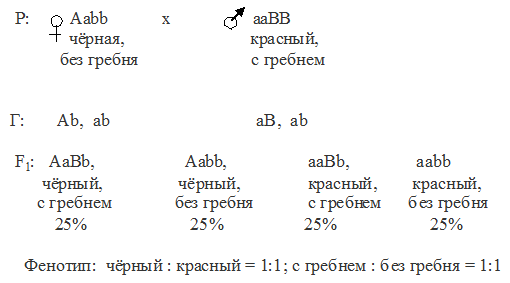 P: Aabb x aaBB
чёрная, красный,
без гребня с гребнем
Г: Ab, ab aB, ab
F1: AaBb, Aabb, aaBb, aabb
чёрный, чёрный, красный, красный,
с гребнем без гребня с гребнем без гребня
25% 25% 25% 25%
Фенотип: чёрный : красный = 1:1; с гребнем : без гребня = 1:1